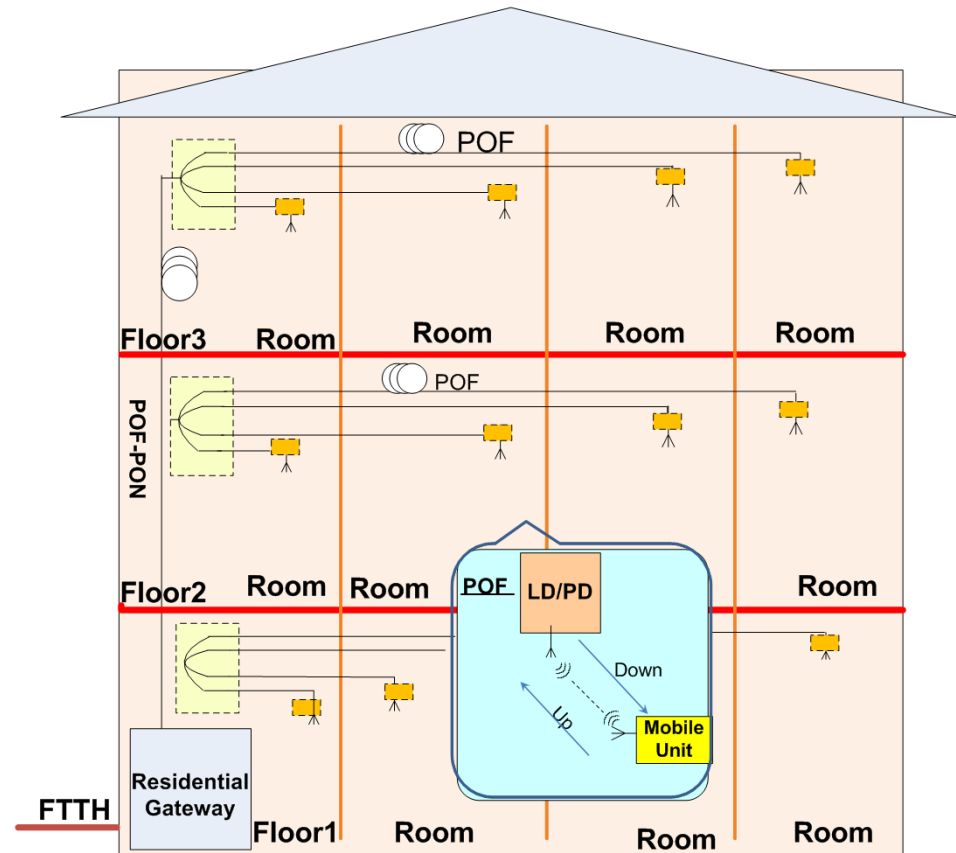 POF
Floor3
Room
Room
Room
Room
POF
POF-PON
Floor2
Room
Room
Room
POF
LD/PD
Down
Up
Mobile
Unit
Residential
Gateway
FTTH
Floor1
Room
Room
Room